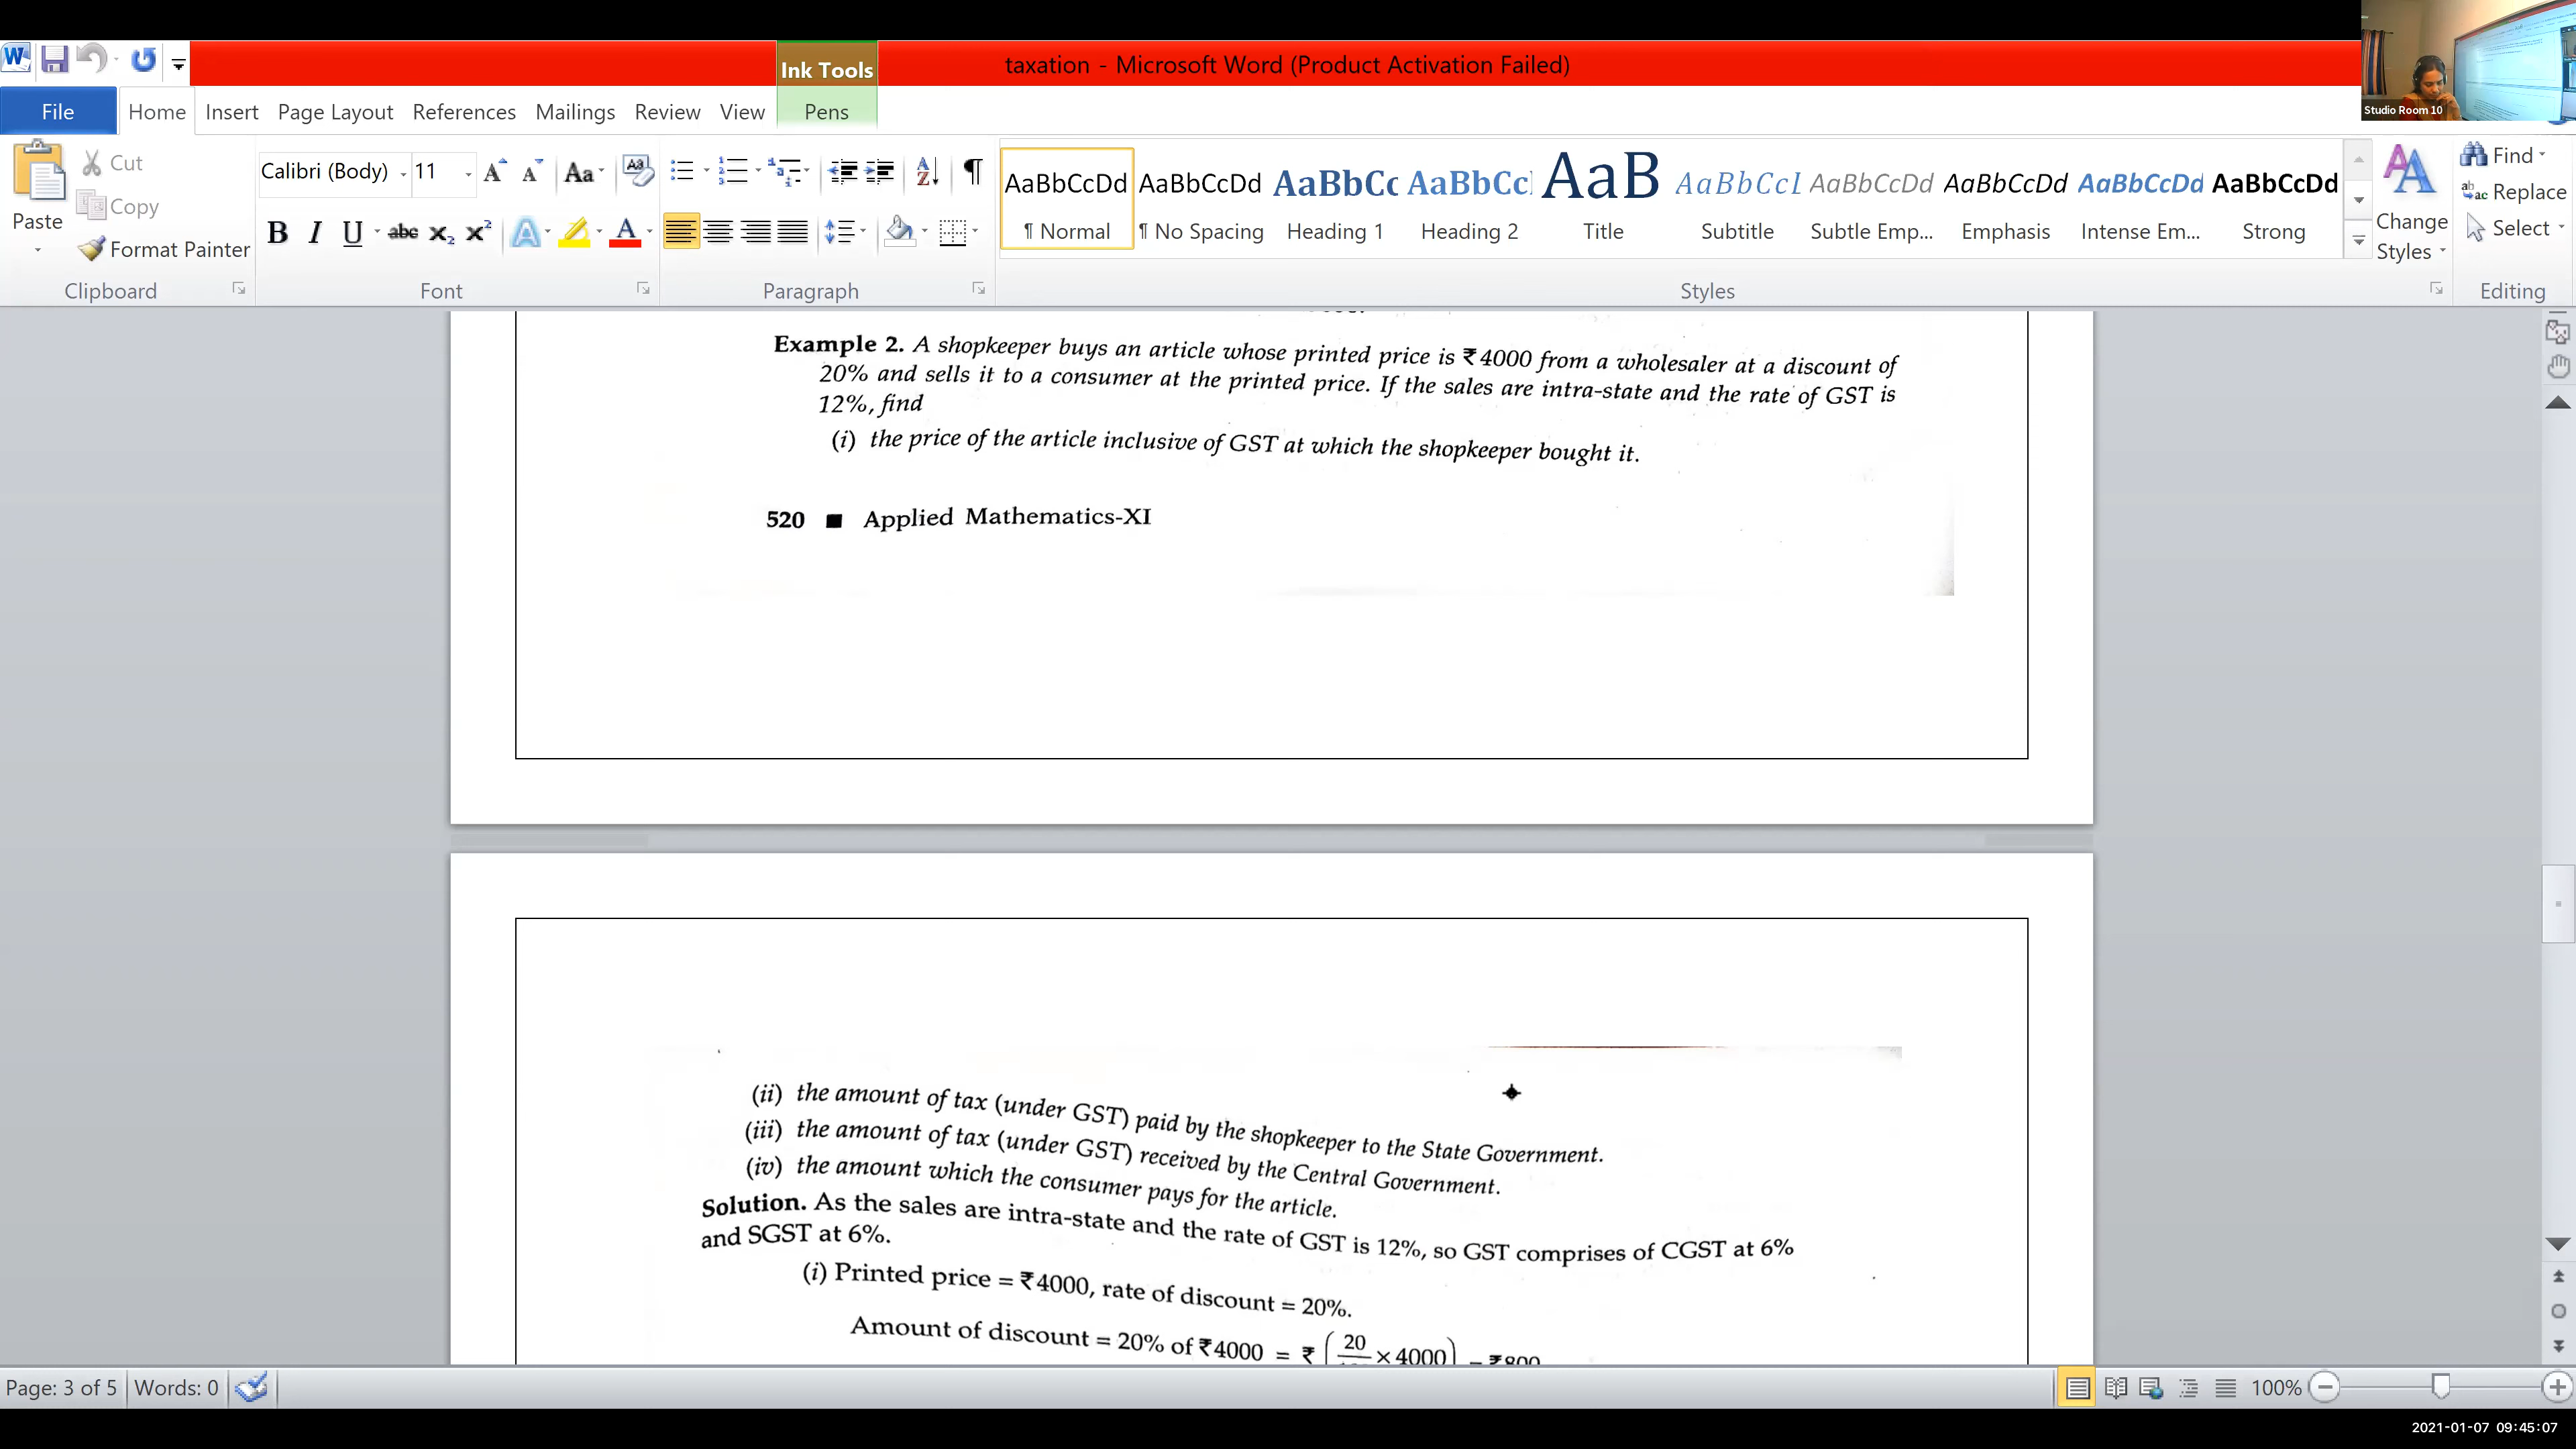 Ink Tools
taxation - Microsoft Word (Product Activation Failed)
Studio Room 10
File Home Insert Page Layout References Mailings Review View Pens
Paste
Cut
Copy
Format Painter
Clipboard
Calibri (Body) 11
Font
Paragraph
AaBbCcDd AaBbCcDd AaBbCc AaBbCc AaB AaBbCcI AaBbCcDd AaBbCcDd AaBbCcDd AaBbCcDd
¶ Normal ¶ No Spacing Heading 1 Heading 2 Title Subtitle Subtle Emp... Emphasis Intense Em... Strong
Styles
Change
Styles
Find
Replace
Select
Editing
Example 2. A shopkeeper buys an article whose printed price is ₹4000 from a wholesaler at a discount of
20% and sells it to a consumer at the printed price. If the sales are intra-state and the rate of GST is
12%, find
(i) the price of the article inclusive of GST at which the shopkeeper bought it.
520 ■ Applied Mathematics-XI
(ii) the amount of tax (under GST) paid by the shopkeeper to the State Government.
(iii) the amount of tax (under GST) received by the Central Government.
(iv) the amount which the consumer pays for the article.
Solution. As the sales are intra-state and the rate of GST is 12%, so GST comprises of CGST at 6%
and SGST at 6%.
(i) Printed price = ₹4000, rate of discount = 20%.
Amount of discount = 20% of ₹4000 = ₹ (20 × 4000) = ₹800
Page: 3 of 5 Words: 0
100%
2021-01-07 09:45:07